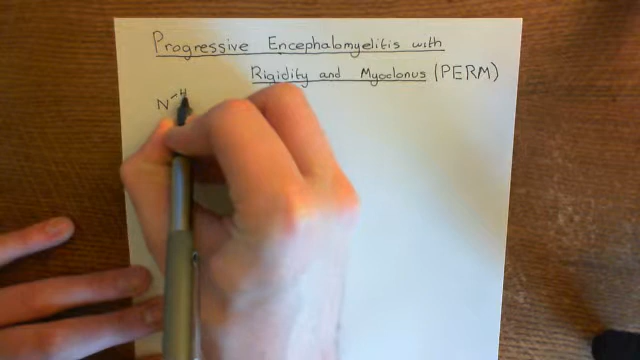 Progressive Encephalomyelitis with
Rigidity and Myoclonus (PERM)
N-H